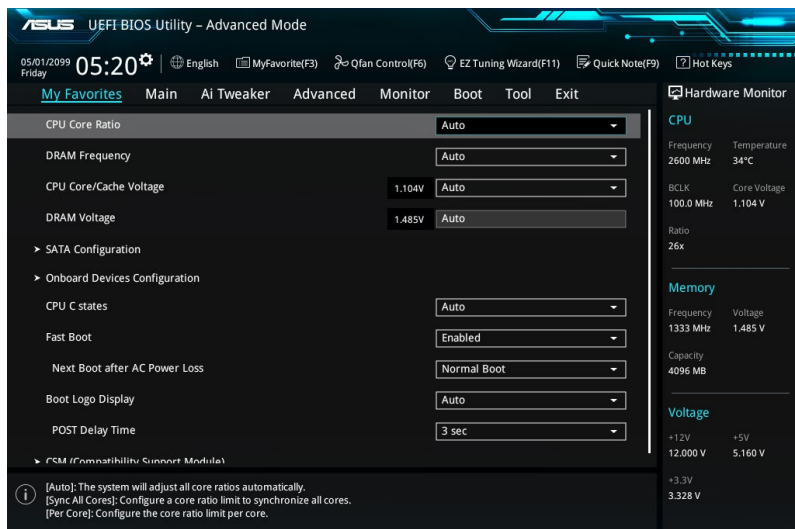 ASUS UEFI BIOS Utility – Advanced Mode
05/01/2099
Friday
05:20
English
MyFavorite(F3)
Qfan Control(F6)
EZ Tuning Wizard(F11)
Quick Note(F9)
? Hot Keys
My Favorites
Main
Ai Tweaker
Advanced
Monitor
Boot
Tool
Exit
CPU Core Ratio Auto
DRAM Frequency Auto
CPU Core/Cache Voltage 1.104V Auto
DRAM Voltage 1.485V Auto
> SATA Configuration
> Onboard Devices Configuration
CPU C states Auto
Fast Boot Enabled
Next Boot after AC Power Loss Normal Boot
Boot Logo Display Auto
POST Delay Time 3 sec
> CSM (Compatibility Support Module)
i
[Auto]: The system will adjust all core ratios automatically.
[Sync All Cores]: Configure a core ratio limit to synchronize all cores.
[Per Core]: Configure the core ratio limit per core.
Hardware Monitor
CPU
Frequency Temperature
2600 MHz 34°C
BCLK Core Voltage
100.0 MHz 1.104 V
Ratio
26x
Memory
Frequency Voltage
1333 MHz 1.485 V
Capacity
4096 MB
Voltage
+12V +5V
12.000 V 5.160 V
+3.3V
3.328 V